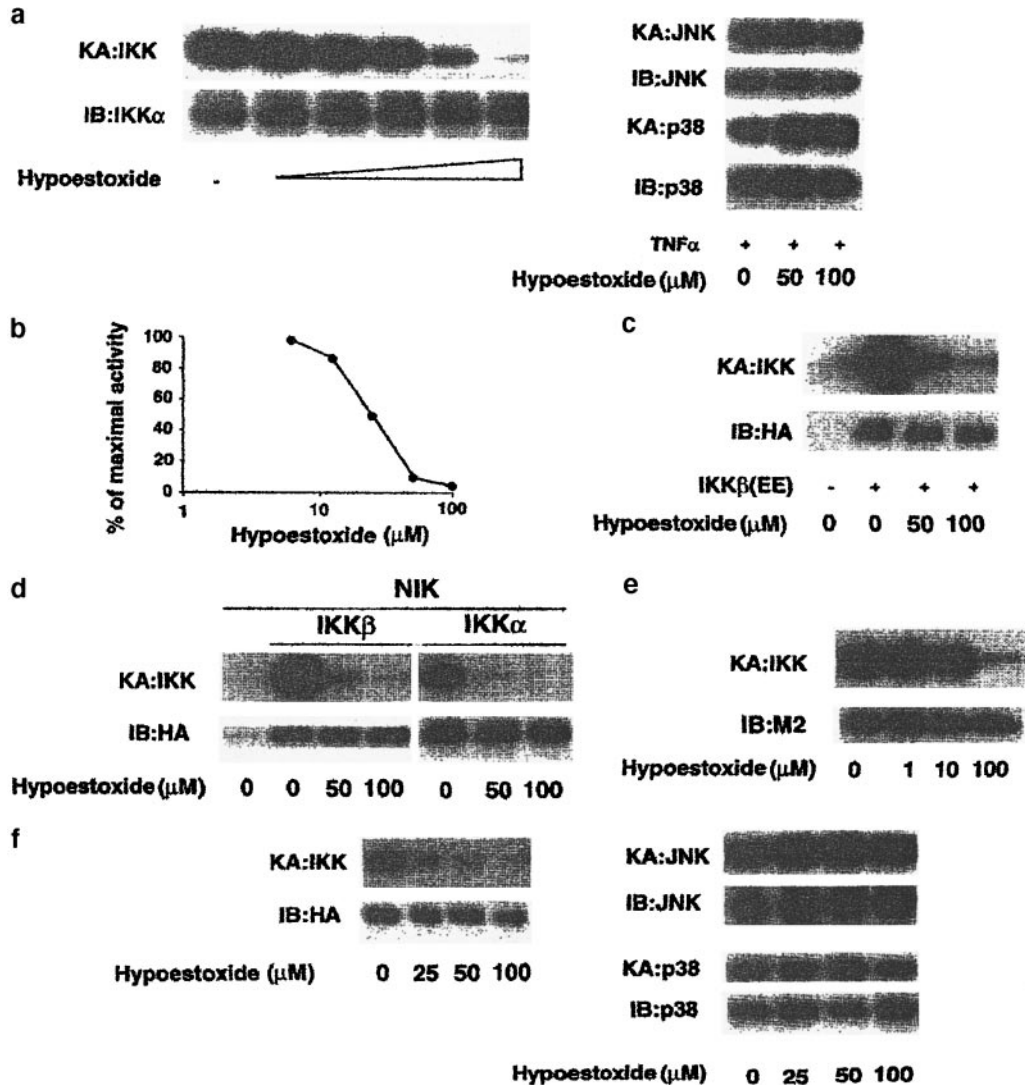 a
KA:IKK
IB:IKKα
Hypoestoxide -
KA:JNK
IB:JNK
KA:p38
IB:p38
TNFα + + +
Hypoestoxide (μM) 0 50 100
b
% of maximal activity
100
80
60
40
20
0
1 10 100
Hypoestoxide (μM)
c
KA:IKK
IB:HA
IKKβ(EE) - + + +
Hypoestoxide (μM) 0 0 50 100
d
NIK
IKKβ IKKα
KA:IKK
IB:HA
Hypoestoxide (μM) 0 0 50 100 0 50 100
e
KA:IKK
IB:M2
Hypoestoxide (μM) 0 1 10 100
f
KA:IKK
IB:HA
Hypoestoxide (μM) 0 25 50 100
KA:JNK
IB:JNK
KA:p38
IB:p38
Hypoestoxide (μM) 0 25 50 100